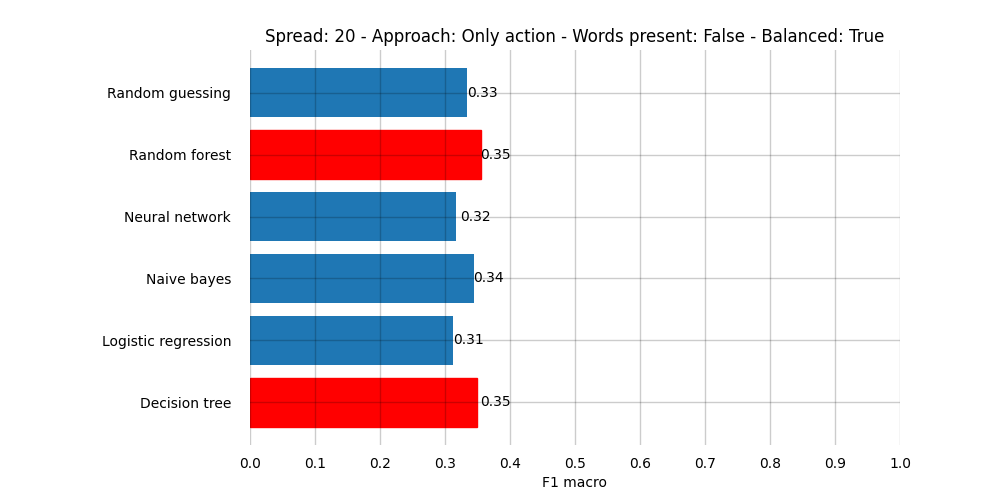 Spread: 20 - Approach: Only action - Words present: False - Balanced: True
Random guessing
0.33
Random forest
0.35
Neural network
0.32
Naive bayes
0.34
Logistic regression
0.31
Decision tree
0.35
0.0 0.1 0.2 0.3 0.4 0.5 0.6 0.7 0.8 0.9 1.0
F1 macro